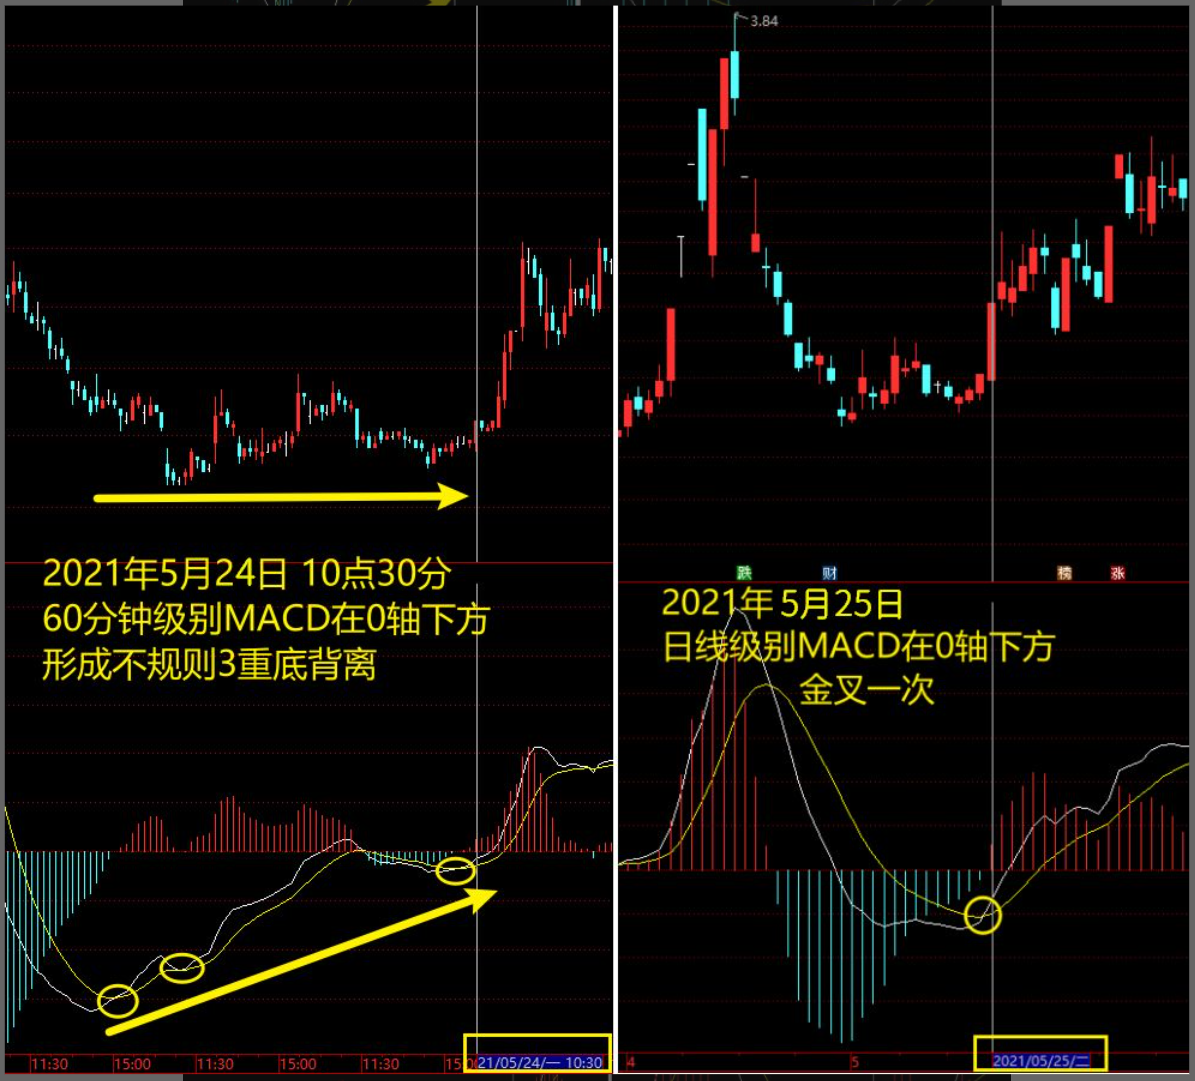 3.84
2021年5月24日 10点30分
60分钟级别MACD在0轴下方
形成不规则3重底背离
跌
财
榜
涨
2021年5月25日
日线级别MACD在0轴下方
金叉一次
11:30
15:00
11:30
15:00
11:30
15:0
21/05/24/一 10:30
4
5
2021/05/25/二